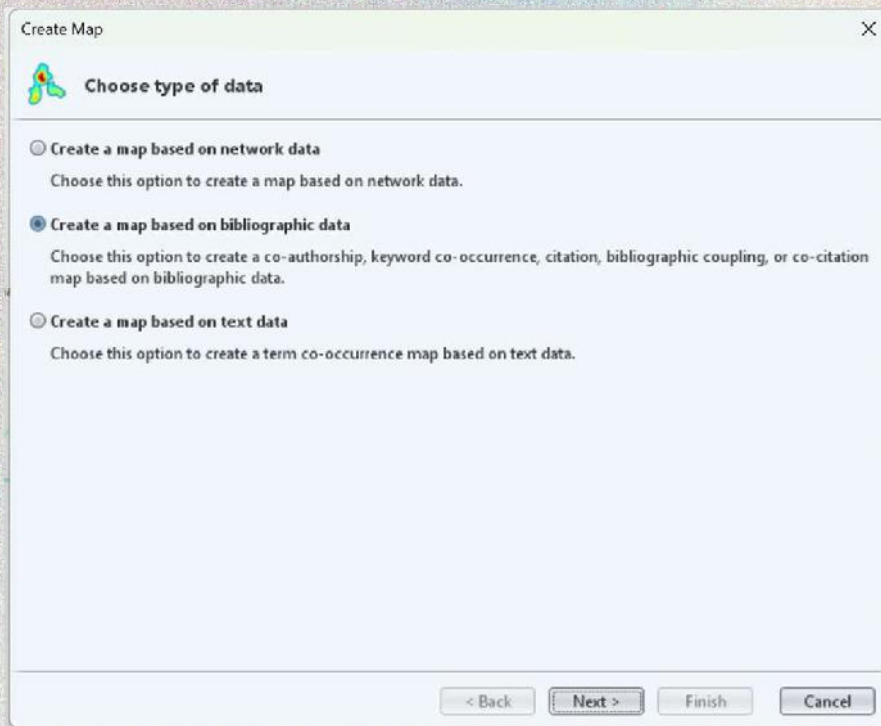 Create Map
Choose type of data
Create a map based on network data
Choose this option to create a map based on network data.
Create a map based on bibliographic data
Choose this option to create a co-authorship, keyword co-occurrence, citation, bibliographic coupling, or co-citation
map based on bibliographic data.
Create a map based on text data
Choose this option to create a term co-occurrence map based on text data.
< Back Next > Finish Cancel